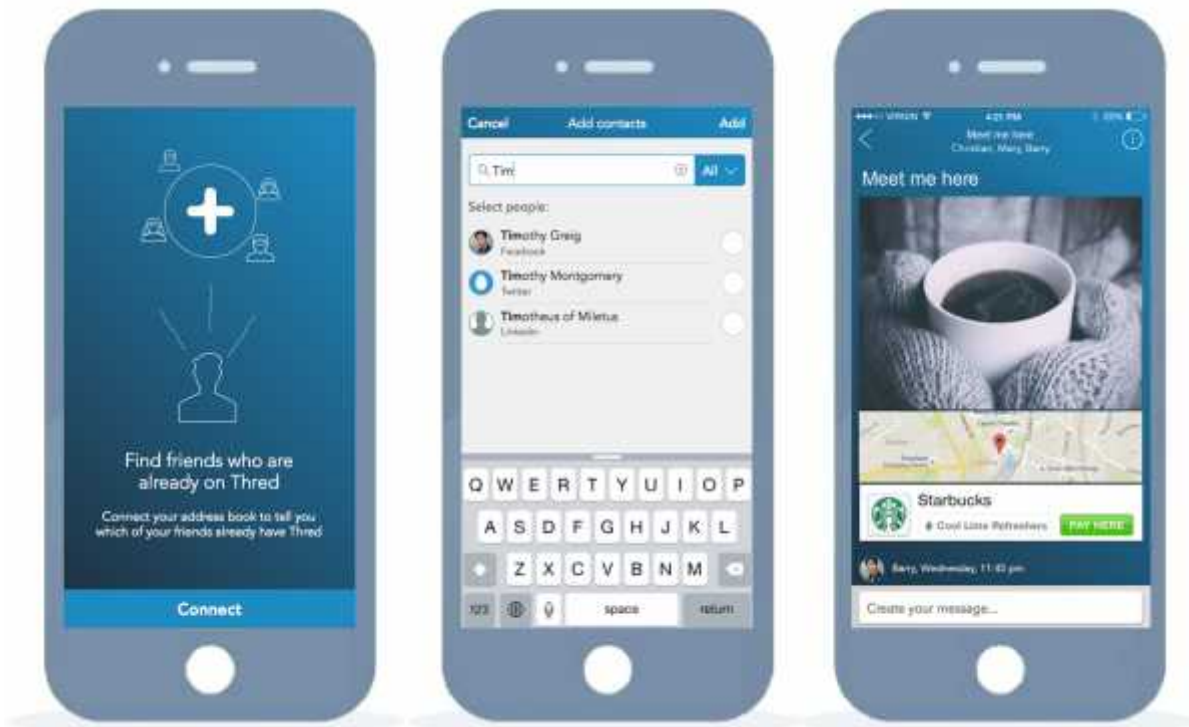 Find friends who are
already on Thred
Connect your address book to tell you
which of your friends already have Thred
Connect
Cancel Add contacts Add
Tim All
Select people:
Timothy Greig
Facebook
Timothy Montgomery
Twitter
Timotheus of Miletus
LinkedIn
Q W E R T Y U I O P
A S D F G H J K L
Z X C V B N M
123 space return
4:21 PM
Meet me here
Christian, Mary, Barry
Meet me here
Starbucks
Cool Lime Refreshers PAY HERE
Barry, Wednesday, 11:43 pm
Create your message...